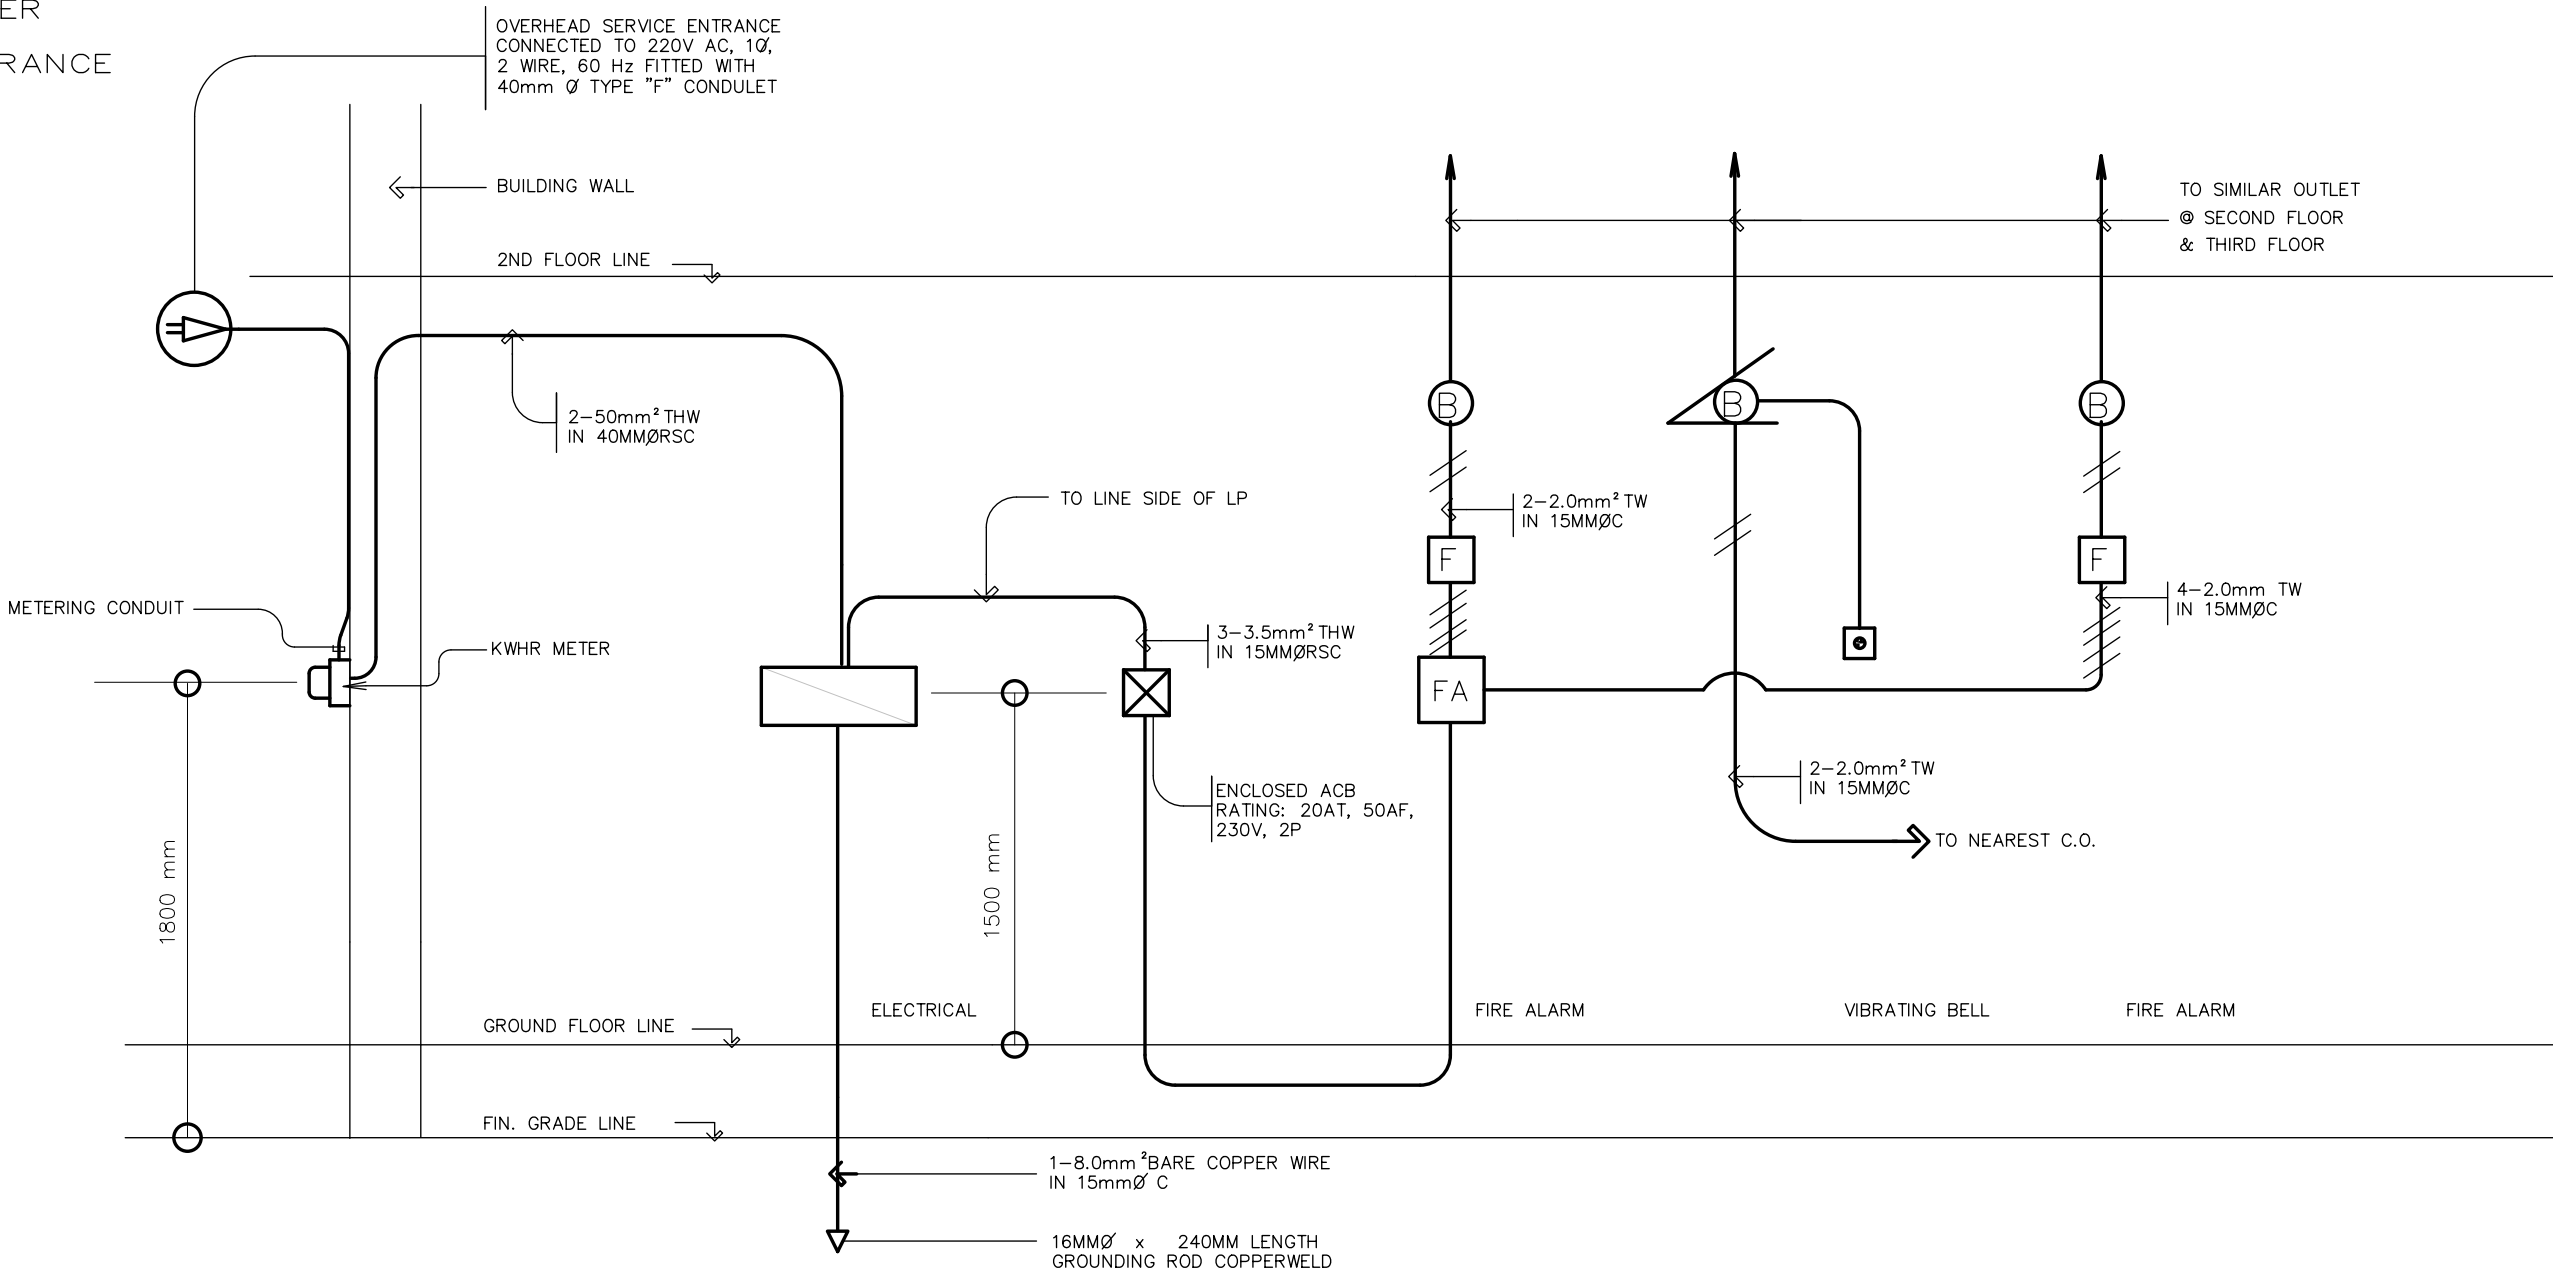 ER
RANCE
OVERHEAD SERVICE ENTRANCE
CONNECTED TO 220V AC, 1Ø,
2 WIRE, 60 Hz FITTED WITH
40mm Ø TYPE "F" CONDULET
BUILDING WALL
TO SIMILAR OUTLET
@ SECOND FLOOR
& THIRD FLOOR
2ND FLOOR LINE
2-50mm² THW
IN 40MMØRSC
B
B
B
TO LINE SIDE OF LP
2-2.0mm² TW
IN 15MMØC
F
F
4-2.0mm TW
IN 15MMØC
METERING CONDUIT
KWHR METER
3-3.5mm² THW
IN 15MMØRSC
FA
2-2.0mm² TW
IN 15MMØC
ENCLOSED ACB
RATING: 20AT, 50AF,
230V, 2P
TO NEAREST C.O.
1800 mm
1500 mm
ELECTRICAL
FIRE ALARM
VIBRATING BELL
FIRE ALARM
GROUND FLOOR LINE
FIN. GRADE LINE
1-8.0mm² BARE COPPER WIRE
IN 15mmØ C
16MMØ x 240MM LENGTH
GROUNDING ROD COPPERWELD